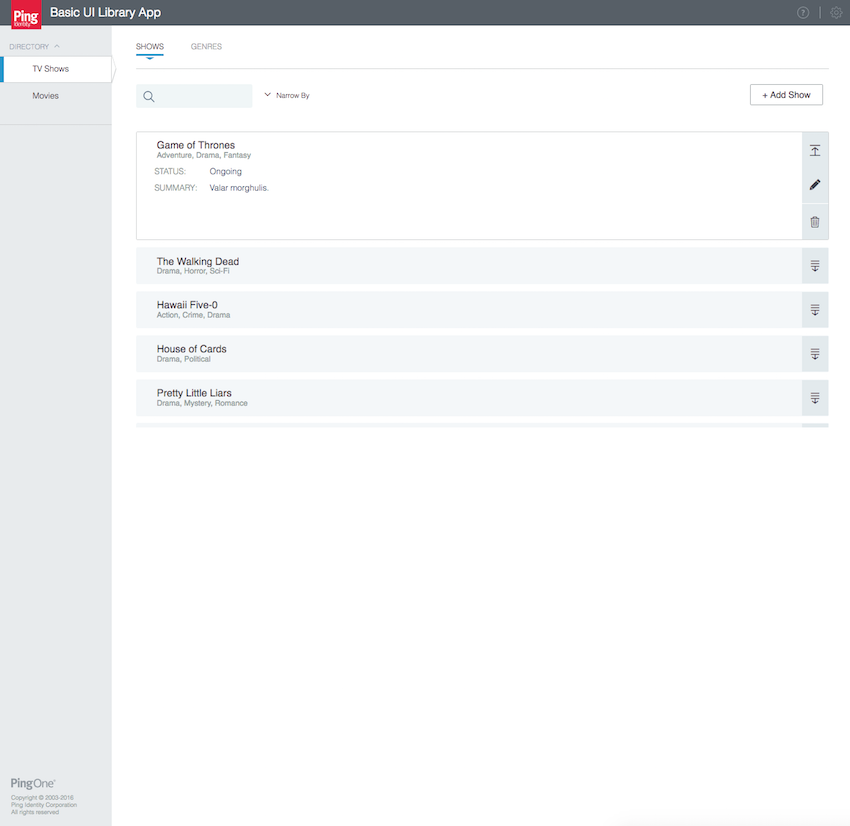 Ping
Identity
Basic UI Library App
?
DIRECTORY
TV Shows
Movies
SHOWS
GENRES
Narrow By
+ Add Show
Game of Thrones
Adventure, Drama, Fantasy
STATUS: Ongoing
SUMMARY: Valar morghulis.
The Walking Dead
Drama, Horror, Sci-Fi
Hawaii Five-0
Action, Crime, Drama
House of Cards
Drama, Political
Pretty Little Liars
Drama, Mystery, Romance
PingOne®
Copyright © 2003-2016
Ping Identity Corporation
All rights reserved